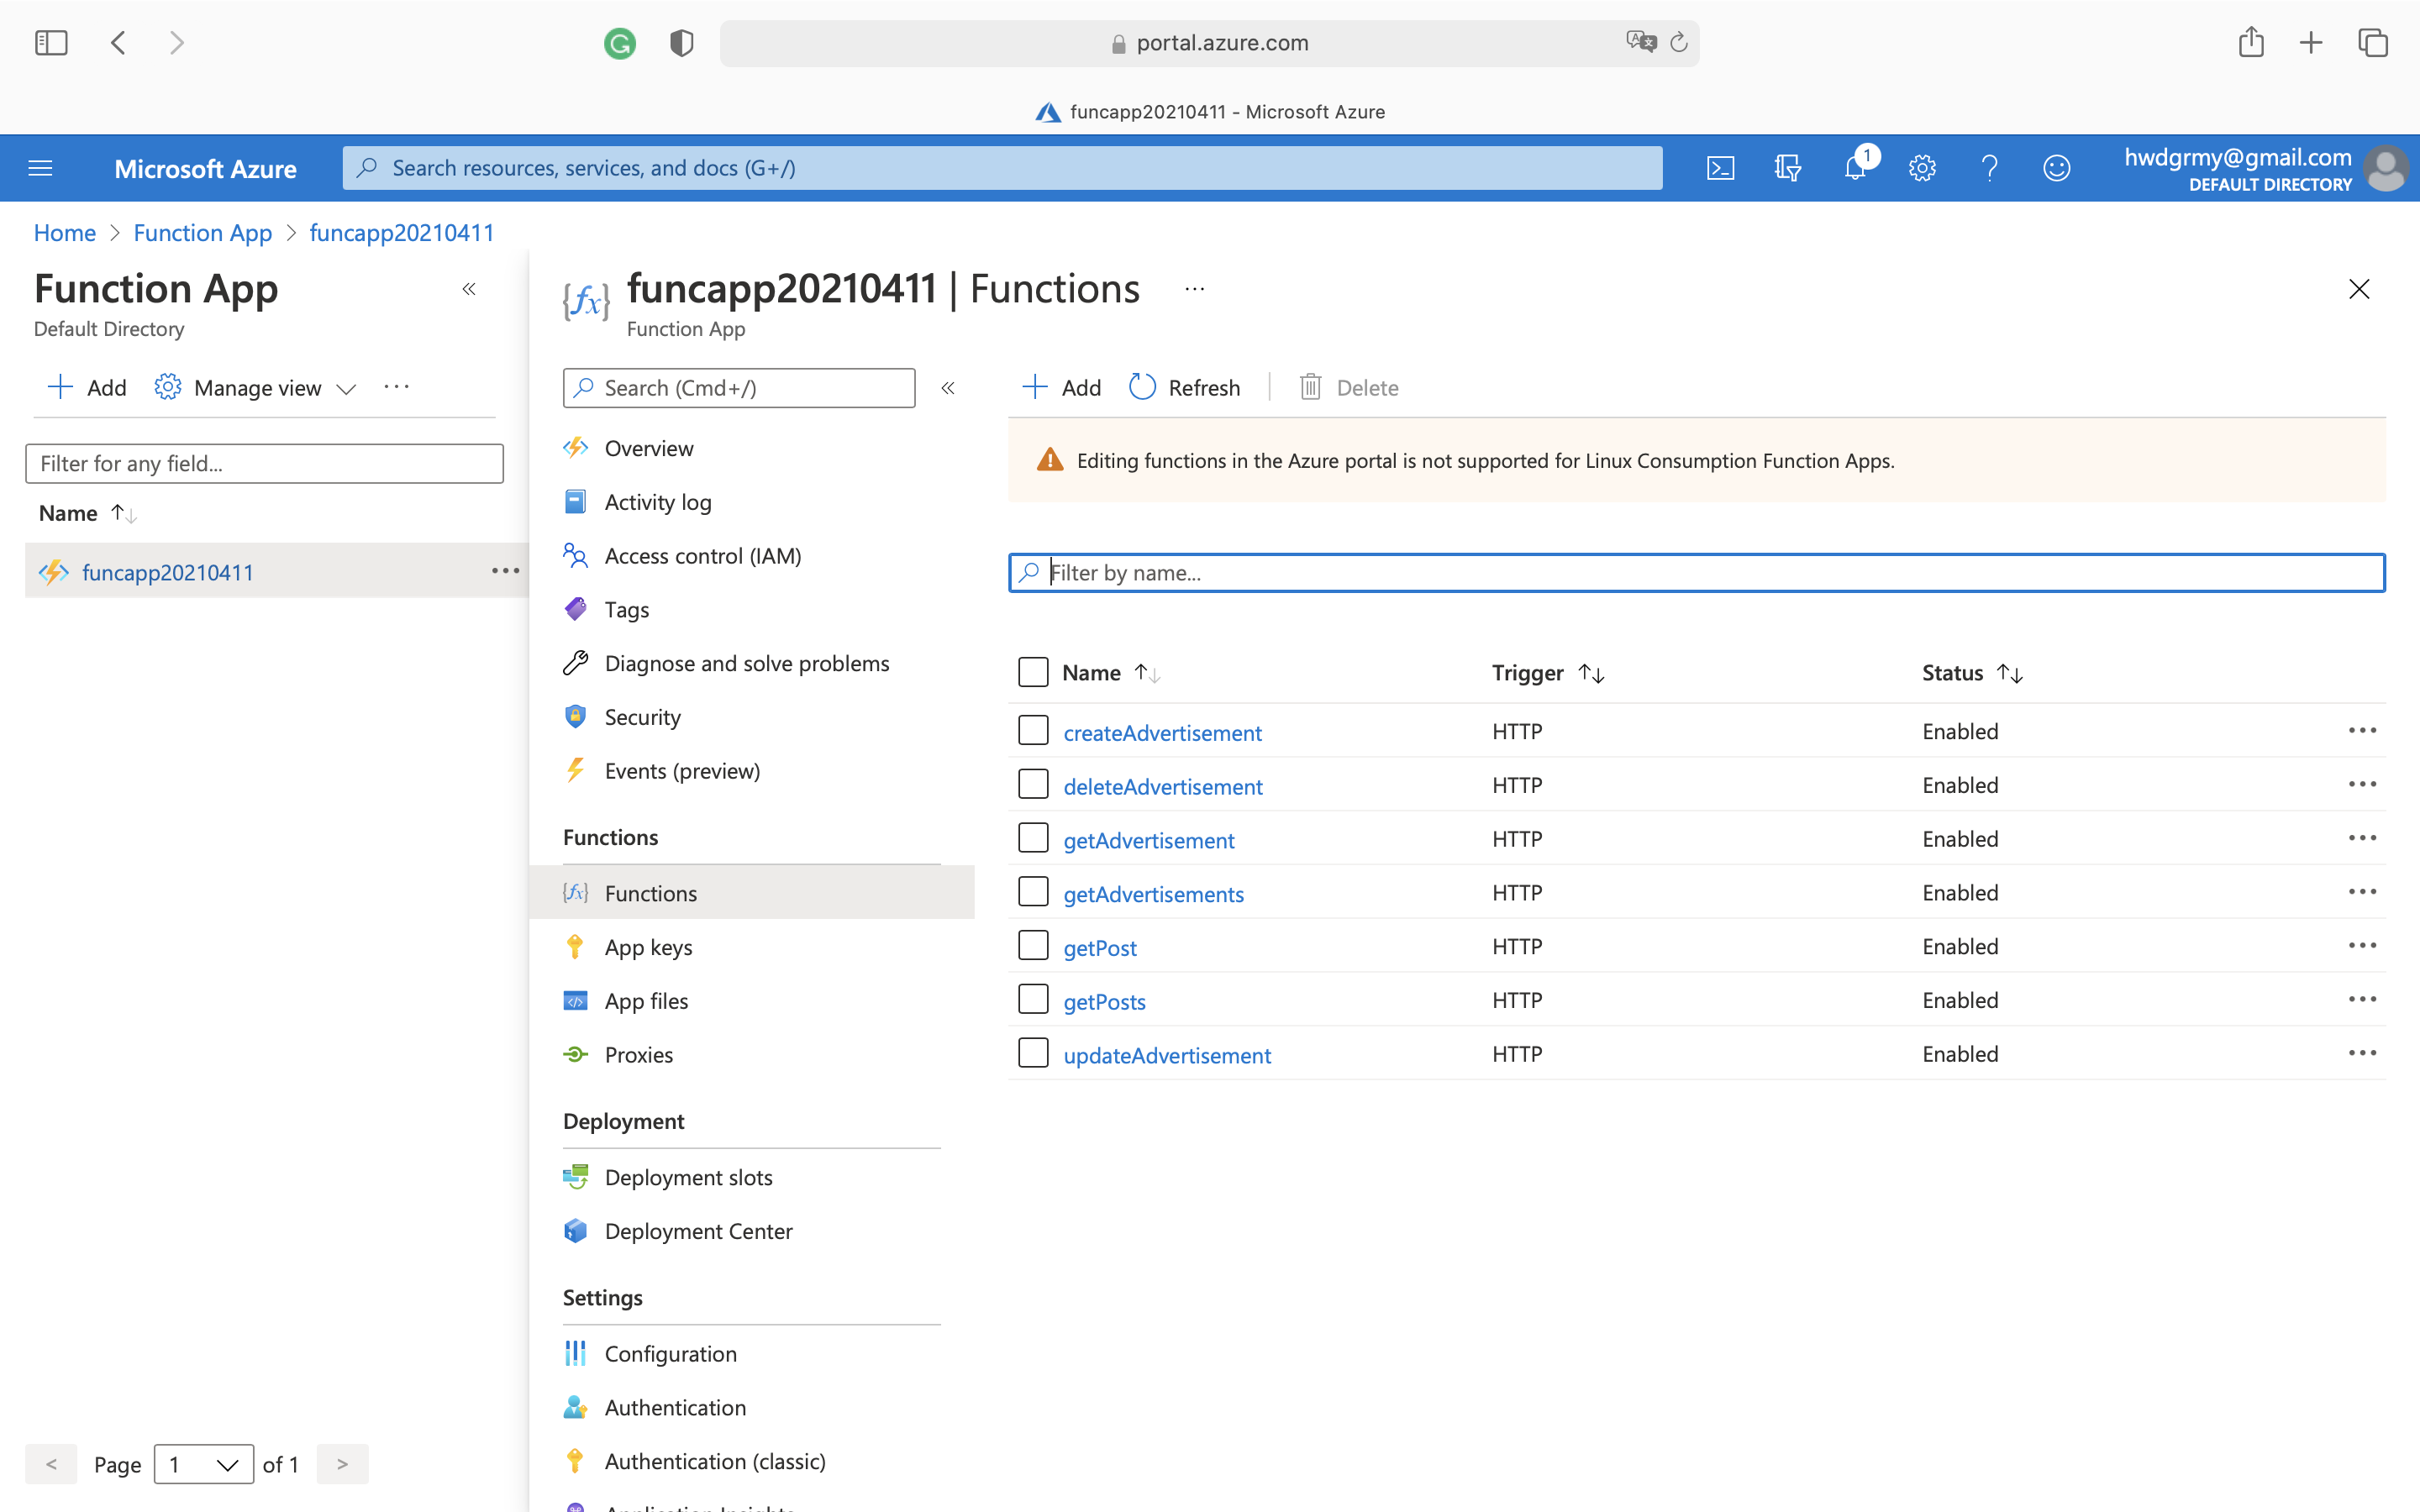 portal.azure.com
funcapp20210411 - Microsoft Azure
Microsoft Azure
Search resources, services, and docs (G+/)
1
hwdgrmy@gmail.com
DEFAULT DIRECTORY
Home > Function App > funcapp20210411
Function App
Default Directory
Add Manage view
Filter for any field...
Name
funcapp20210411
Page 1 of 1
funcapp20210411 | Functions
Function App
Search (Cmd+/)
Overview
Activity log
Access control (IAM)
Tags
Diagnose and solve problems
Security
Events (preview)
Functions
Functions
App keys
App files
Proxies
Deployment
Deployment slots
Deployment Center
Settings
Configuration
Authentication
Authentication (classic)
Application Insights
Add Refresh Delete
Editing functions in the Azure portal is not supported for Linux Consumption Function Apps.
Filter by name...
Name Trigger Status
createAdvertisement HTTP Enabled
deleteAdvertisement HTTP Enabled
getAdvertisement HTTP Enabled
getAdvertisements HTTP Enabled
getPost HTTP Enabled
getPosts HTTP Enabled
updateAdvertisement HTTP Enabled